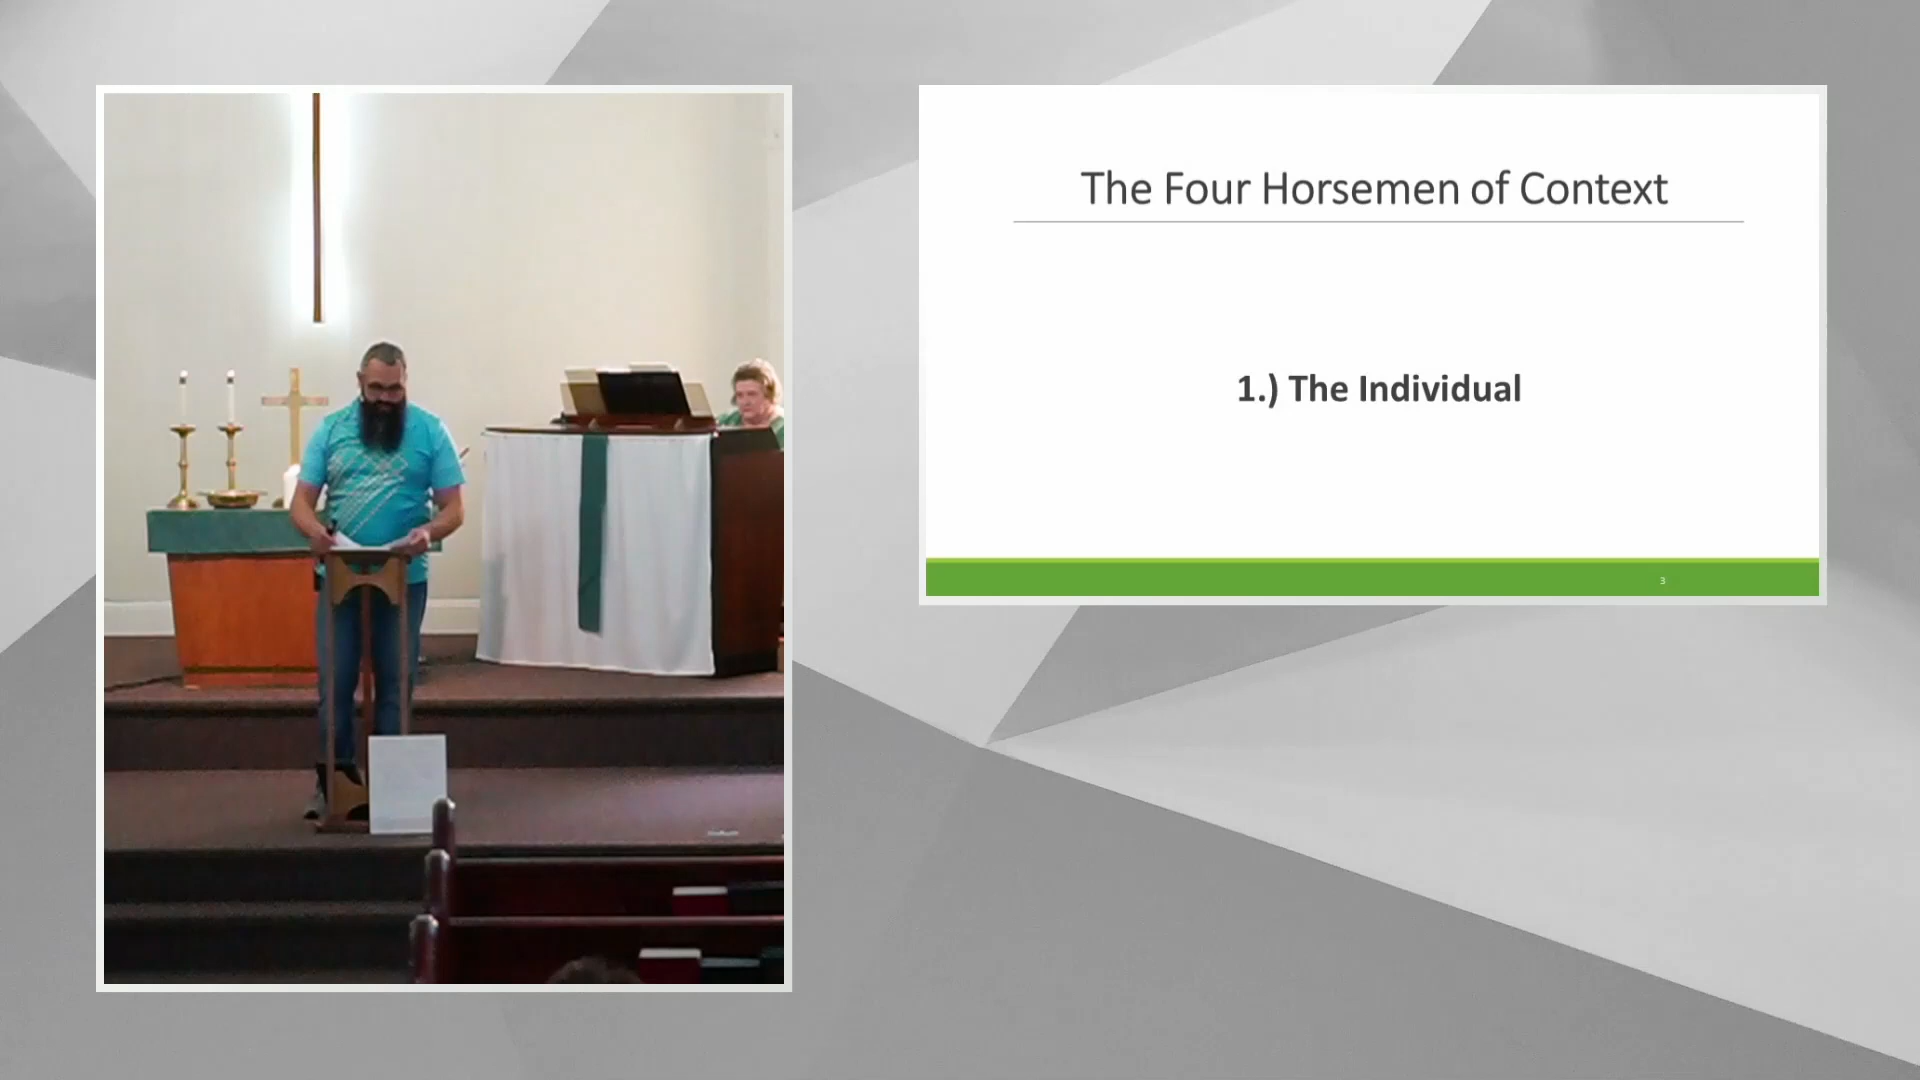 The Four Horsemen of Context
1.) The Individual
3